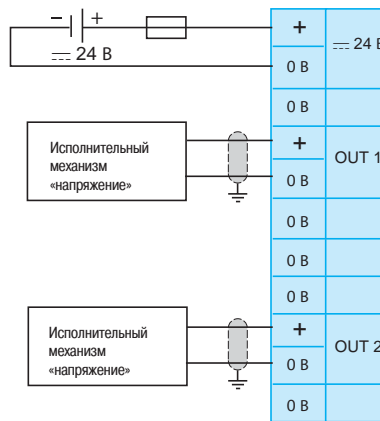 − +
⎓ 24 В
+
⎓ 24 В
0 В
0 В
Исполнительный
механизм
«напряжение»
+
OUT 1
0 В
0 В
0 В
0 В
Исполнительный
механизм
«напряжение»
+
OUT 2
0 В
0 В